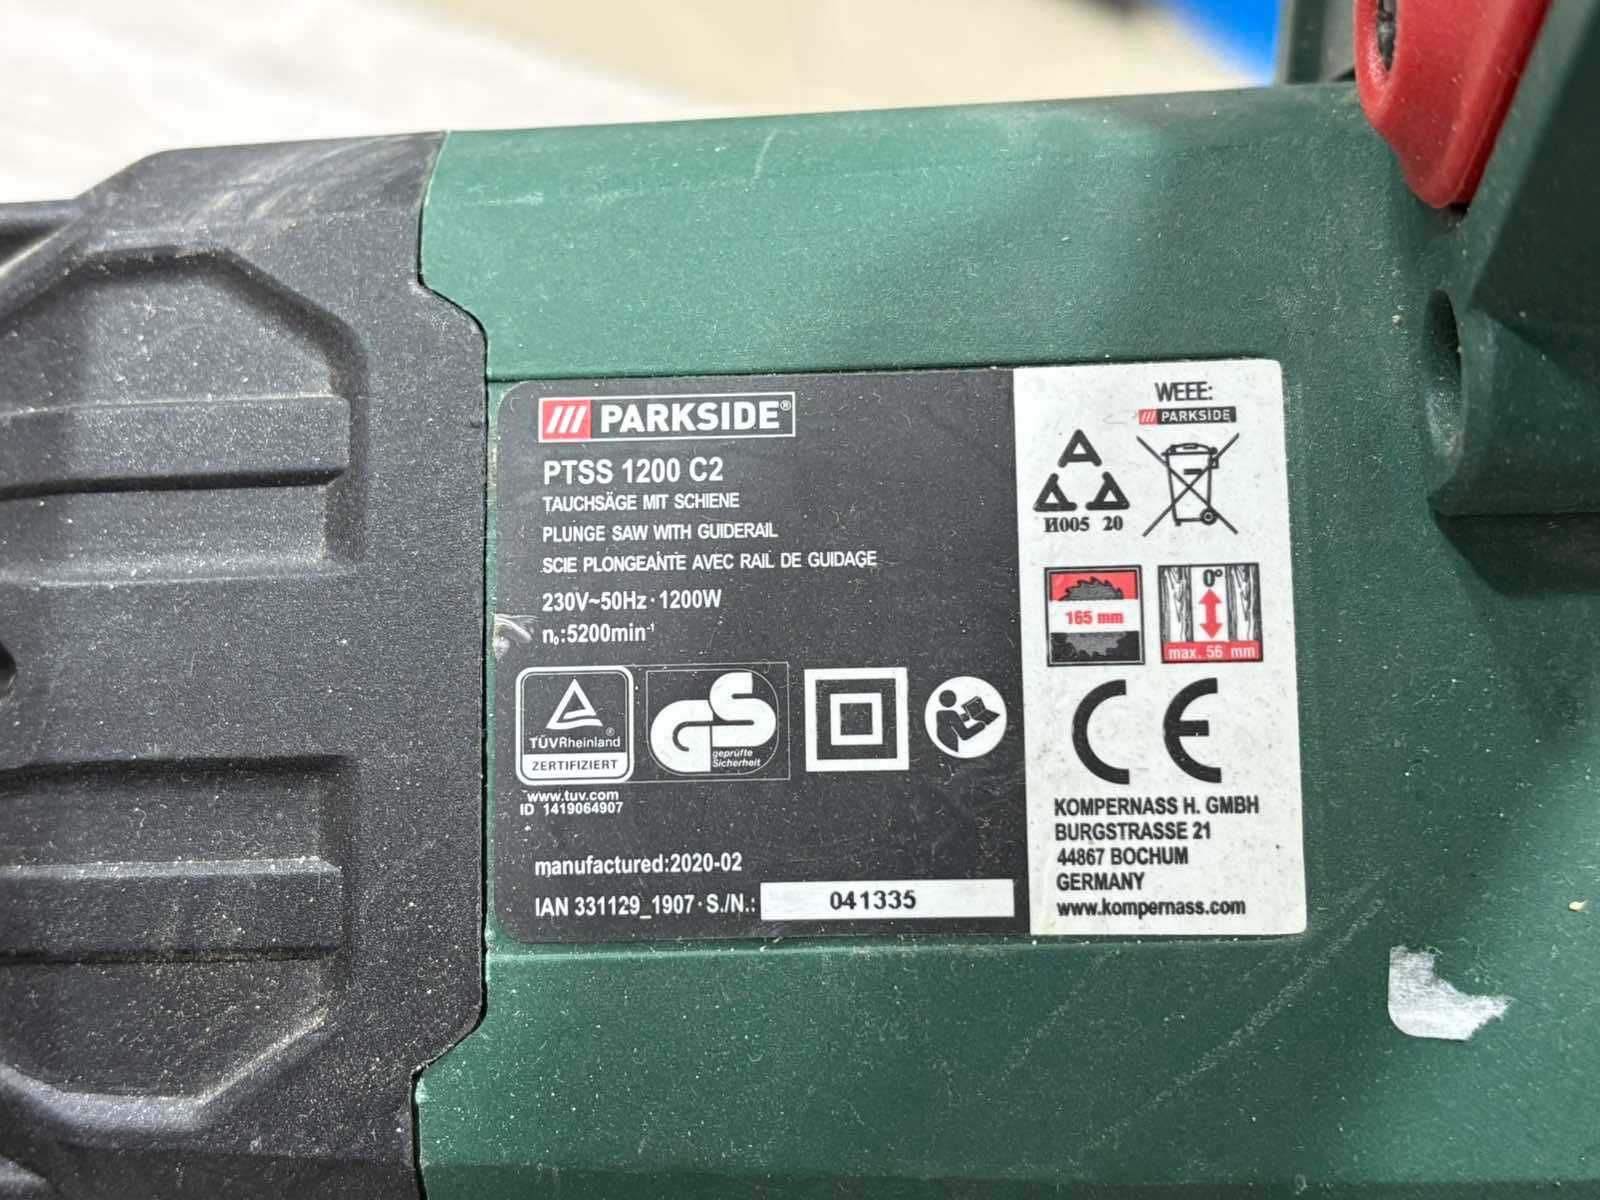 PARKSIDE®
PTSS 1200 C2
TAUCHSÄGE MIT SCHIENE
PLUNGE SAW WITH GUIDERAIL
SCIE PLONGEANTE AVEC RAIL DE GUIDAGE
230V~50Hz · 1200W
n₀:5200min⁻¹
TÜVRheinland®
ZERTIFIZIERT
GS
geprüfte
Sicherheit
www.tuv.com
ID 1419064907
manufactured:2020-02
IAN 331129_1907 · S./N.: 041335
WEEE:
PARKSIDE
И005 20
165 mm
0°
max. 56 mm
CE
KOMPERNASS H. GMBH
BURGSTRASSE 21
44867 BOCHUM
GERMANY
www.kompernass.com